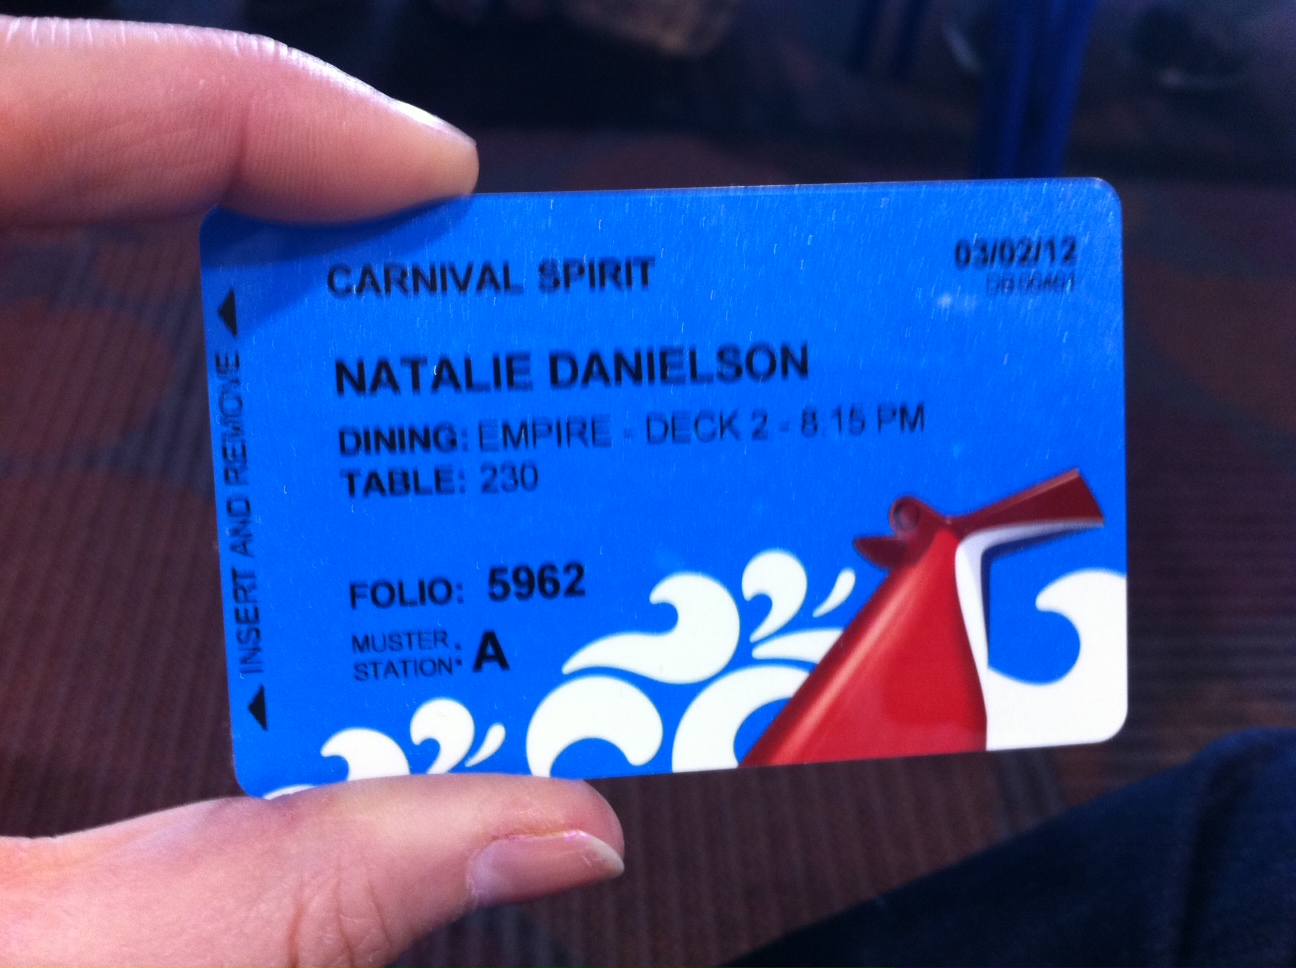 CARNIVAL SPIRIT
03/02/12
NATALIE DANIELSON
DINING: EMPIRE - DECK 2 - 8:15 PM
TABLE: 230
FOLIO: 5962
MUSTER
STATION: A
INSERT AND REMOVE